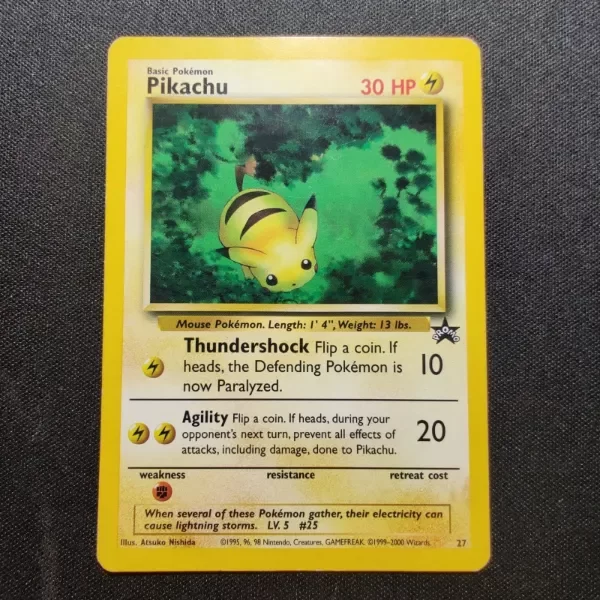 Basic Pokémon
Pikachu 30 HP
Mouse Pokémon. Length: 1' 4", Weight: 13 lbs.
PROMO
Thundershock Flip a coin. If
heads, the Defending Pokémon is 10
now Paralyzed.
Agility Flip a coin. If heads, during your
opponent's next turn, prevent all effects of 20
attacks, including damage, done to Pikachu.
weakness resistance retreat cost
When several of these Pokémon gather, their electricity can
cause lightning storms. LV. 5 #25
Illus. Atsuko Nishida ©1995, 96, 98 Nintendo, Creatures, GAMEFREAK. ©1999-2000 Wizards. 27